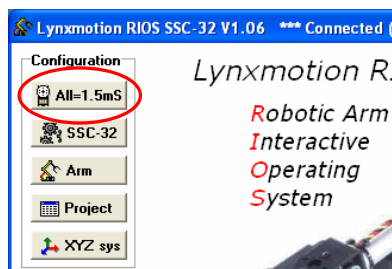 Lynxmotion RIOS SSC-32 V1.06 *** Connected (
Configuration
All=1.5mS
SSC-32
Arm
Project
XYZ sys
Lynxmotion R
Robotic Arm
Interactive
Operating
System